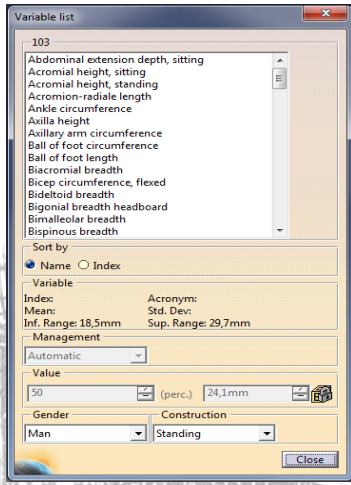 Variable list
103
Abdominal extension depth, sitting
Acromial height, sitting
Acromial height, standing
Acromion-radiale length
Ankle circumference
Axilla height
Axillary arm circumference
Ball of foot circumference
Ball of foot length
Biacromial breadth
Bicep circumference, flexed
Bideltoid breadth
Bigonial breadth headboard
Bimalleolar breadth
Bispinous breadth
Sort by
Name Index
Variable
Index: Acronym:
Mean: Std. Dev:
Inf. Range: 18,5mm Sup. Range: 29,7mm
Management
Automatic
Value
50 (perc.) 24,1mm
Gender Construction
Man Standing
Close